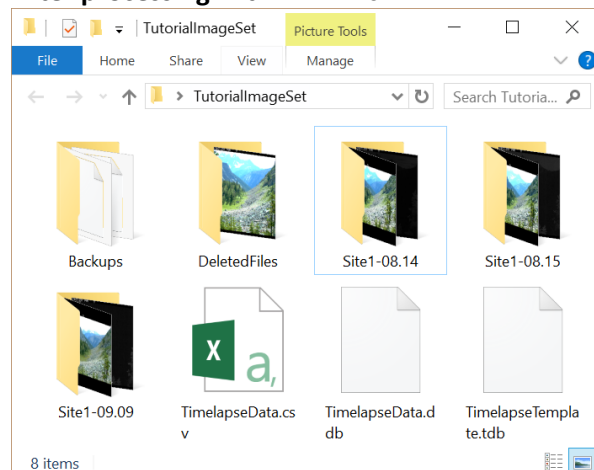 TutorialImageSet
Picture Tools
File
Home
Share
View
Manage
?
TutorialImageSet
Search Tutoria...
Backups
DeletedFiles
Site1-08.14
Site1-08.15
Site1-09.09
X
a,
TimelapseData.cs
v
TimelapseData.d
db
TimelapseTempla
te.tdb
8 items